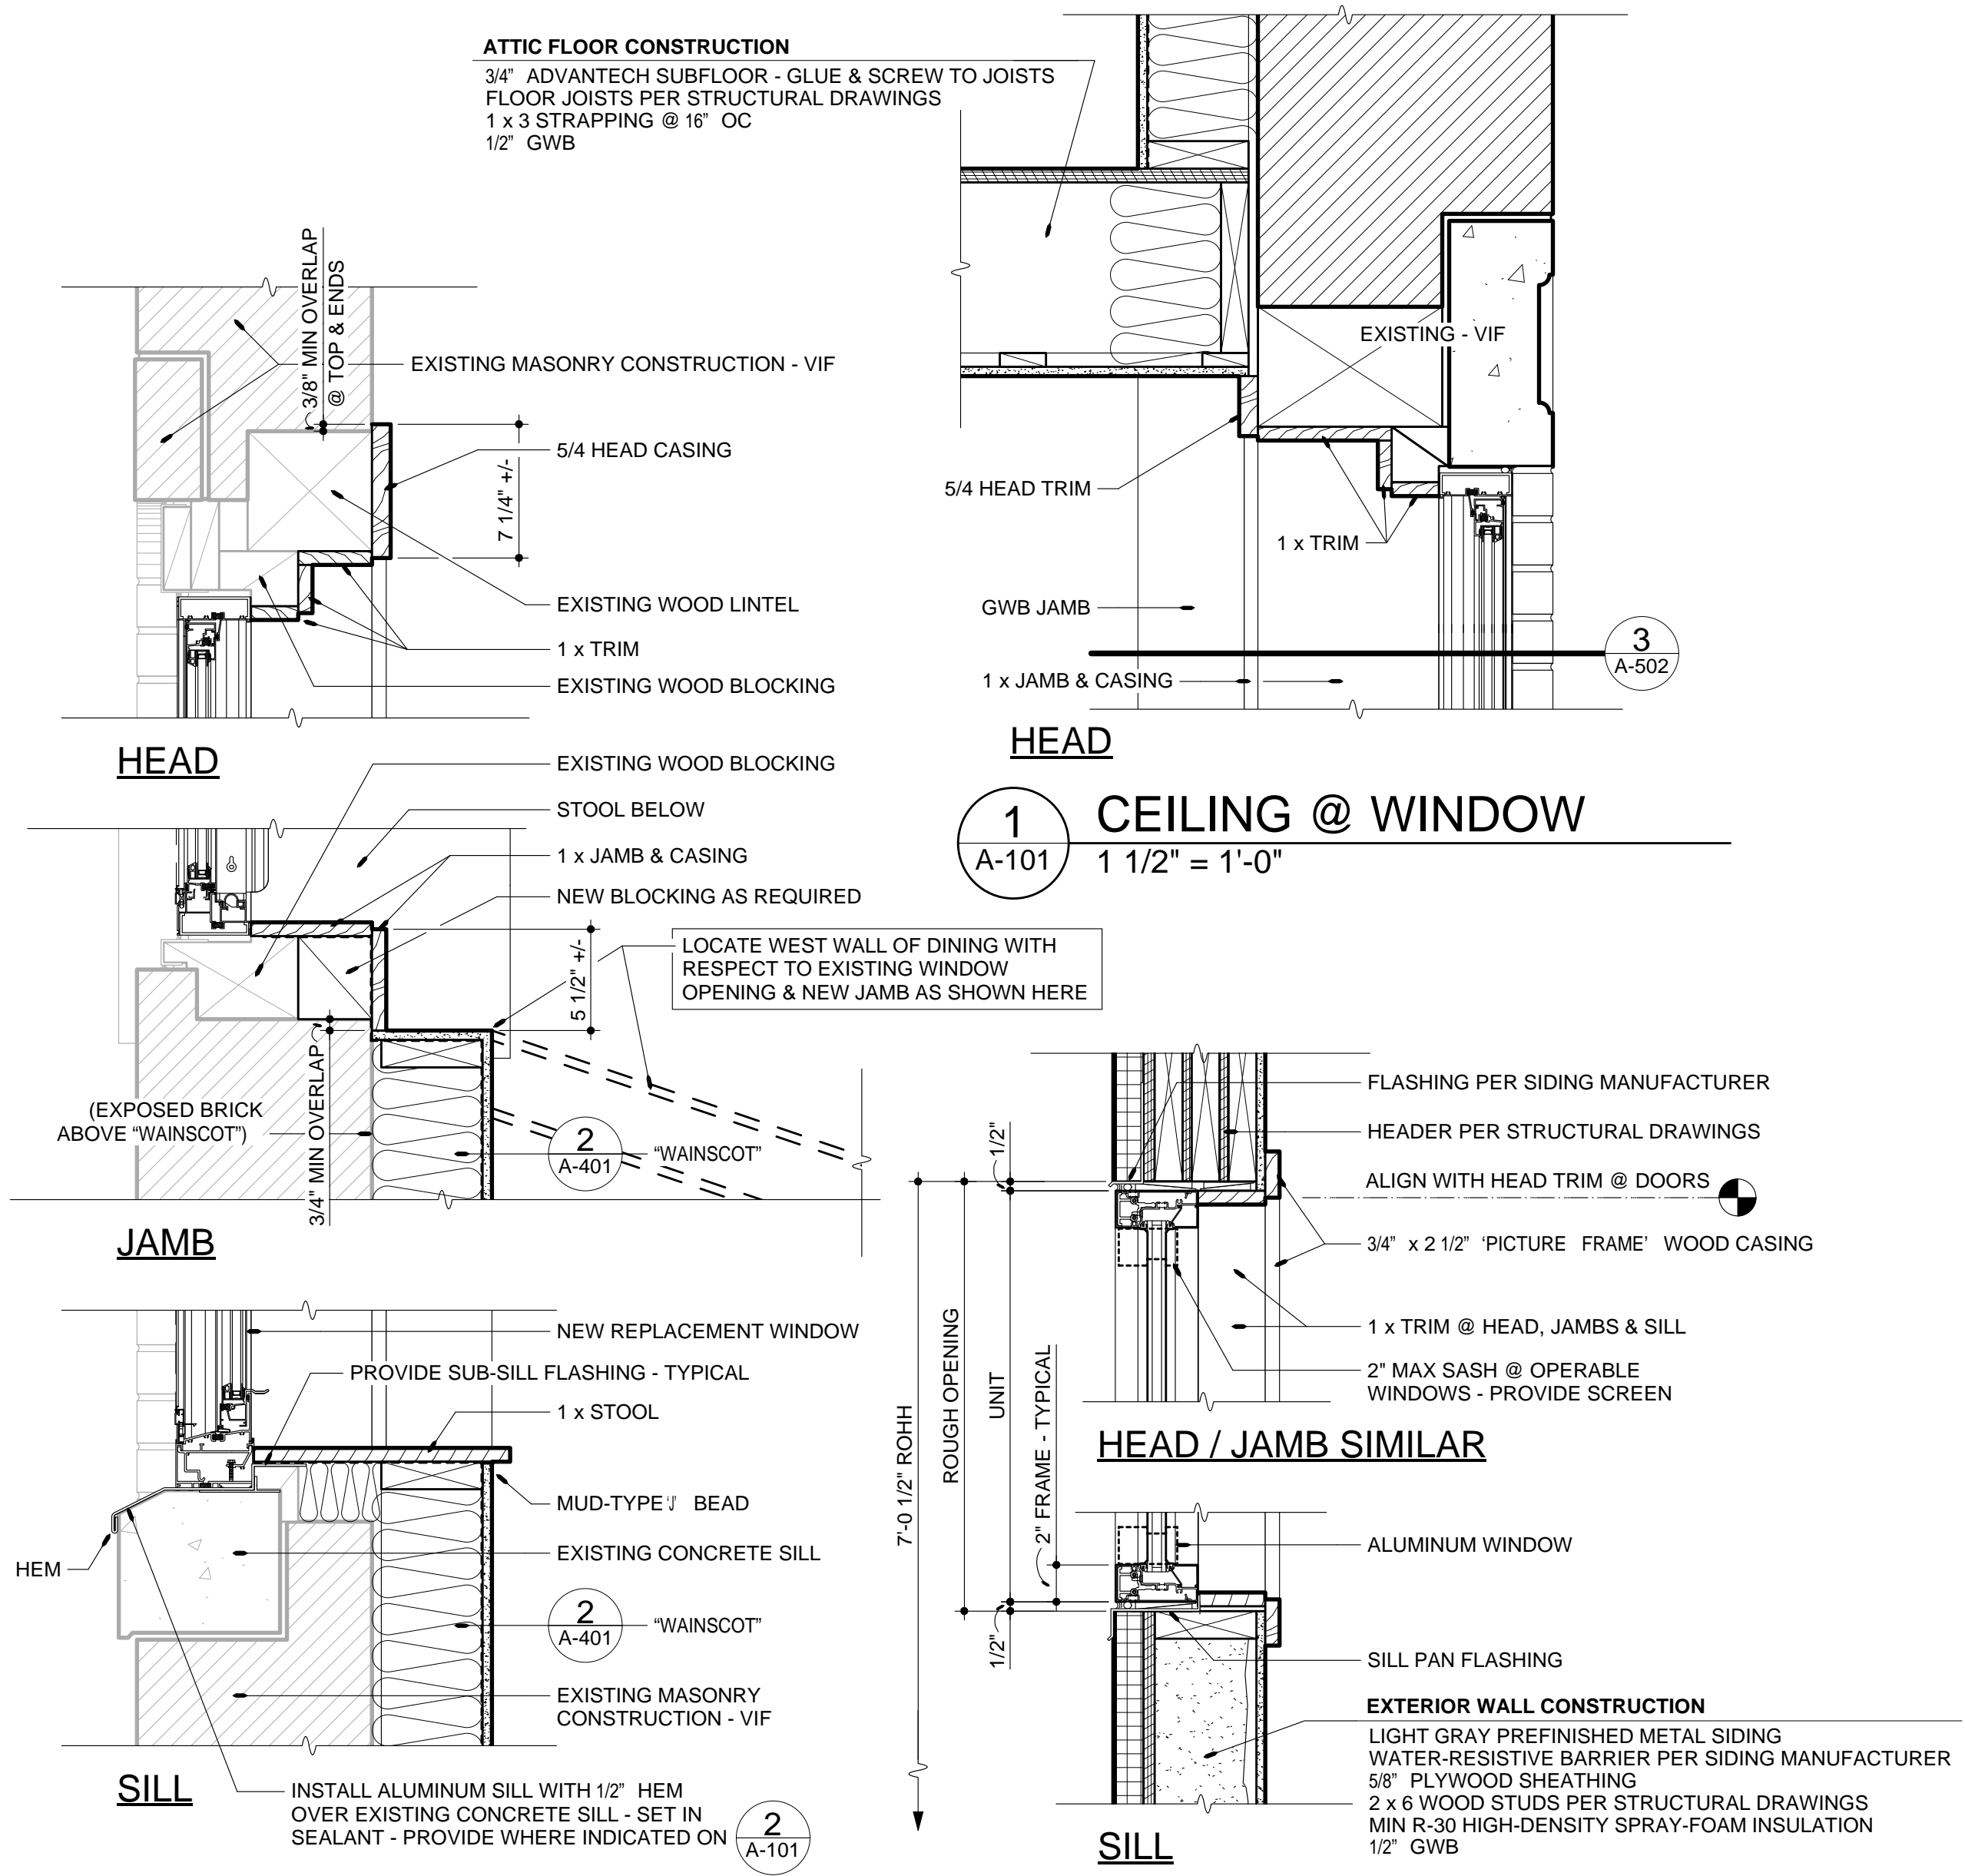 ATTIC FLOOR CONSTRUCTION
3/4" ADVANTECH SUBFLOOR - GLUE & SCREW TO JOISTS
FLOOR JOISTS PER STRUCTURAL DRAWINGS
1 x 3 STRAPPING @ 16" OC
1/2" GWB
3/8" MIN OVERLAP
@ TOP & ENDS
EXISTING MASONRY CONSTRUCTION - VIF
5/4 HEAD CASING
7 1/4" +/-
EXISTING WOOD LINTEL
1 x TRIM
EXISTING WOOD BLOCKING
HEAD
EXISTING - VIF
5/4 HEAD TRIM
1 x TRIM
GWB JAMB
3
A-502
1 x JAMB & CASING
HEAD
1
A-101
CEILING @ WINDOW
1 1/2" = 1'-0"
EXISTING WOOD BLOCKING
STOOL BELOW
1 x JAMB & CASING
NEW BLOCKING AS REQUIRED
5 1/2" +/-
LOCATE WEST WALL OF DINING WITH
RESPECT TO EXISTING WINDOW
OPENING & NEW JAMB AS SHOWN HERE
(EXPOSED BRICK
ABOVE “WAINSCOT”)
3/4" MIN OVERLAP
2
A-401
“WAINSCOT”
JAMB
NEW REPLACEMENT WINDOW
PROVIDE SUB-SILL FLASHING - TYPICAL
1 x STOOL
MUD-TYPE 'J' BEAD
HEM
EXISTING CONCRETE SILL
2
A-401
“WAINSCOT”
EXISTING MASONRY
CONSTRUCTION - VIF
SILL
INSTALL ALUMINUM SILL WITH 1/2" HEM
OVER EXISTING CONCRETE SILL - SET IN
SEALANT - PROVIDE WHERE INDICATED ON
2
A-101
FLASHING PER SIDING MANUFACTURER
HEADER PER STRUCTURAL DRAWINGS
1/2"
ALIGN WITH HEAD TRIM @ DOORS
3/4" x 2 1/2" ‘PICTURE FRAME’ WOOD CASING
1 x TRIM @ HEAD, JAMBS & SILL
2" MAX SASH @ OPERABLE
WINDOWS - PROVIDE SCREEN
7'-0 1/2" ROHH
ROUGH OPENING
UNIT
2" FRAME - TYPICAL
HEAD / JAMB SIMILAR
ALUMINUM WINDOW
1/2"
SILL PAN FLASHING
EXTERIOR WALL CONSTRUCTION
LIGHT GRAY PREFINISHED METAL SIDING
WATER-RESISTIVE BARRIER PER SIDING MANUFACTURER
5/8" PLYWOOD SHEATHING
2 x 6 WOOD STUDS PER STRUCTURAL DRAWINGS
MIN R-30 HIGH-DENSITY SPRAY-FOAM INSULATION
1/2" GWB
SILL